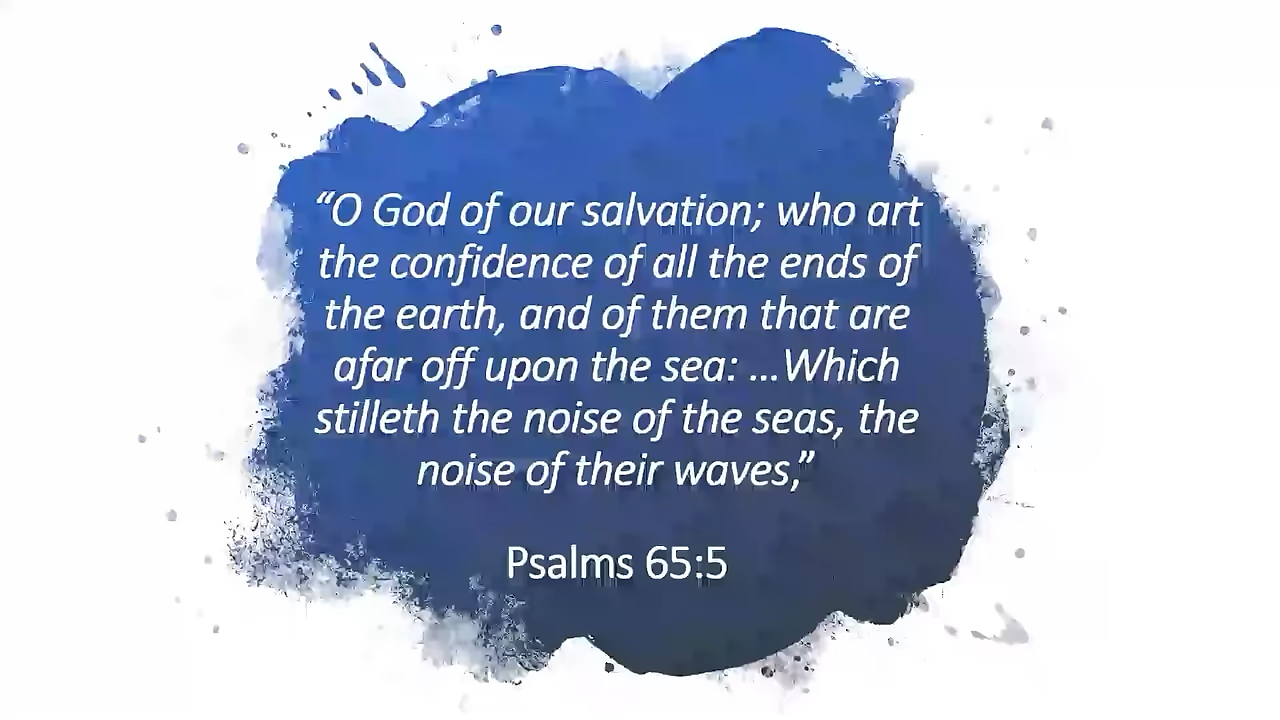 “O God of our salvation; who art
the confidence of all the ends of
the earth, and of them that are
afar off upon the sea: ...Which
stilleth the noise of the seas, the
noise of their waves,”
Psalms 65:5